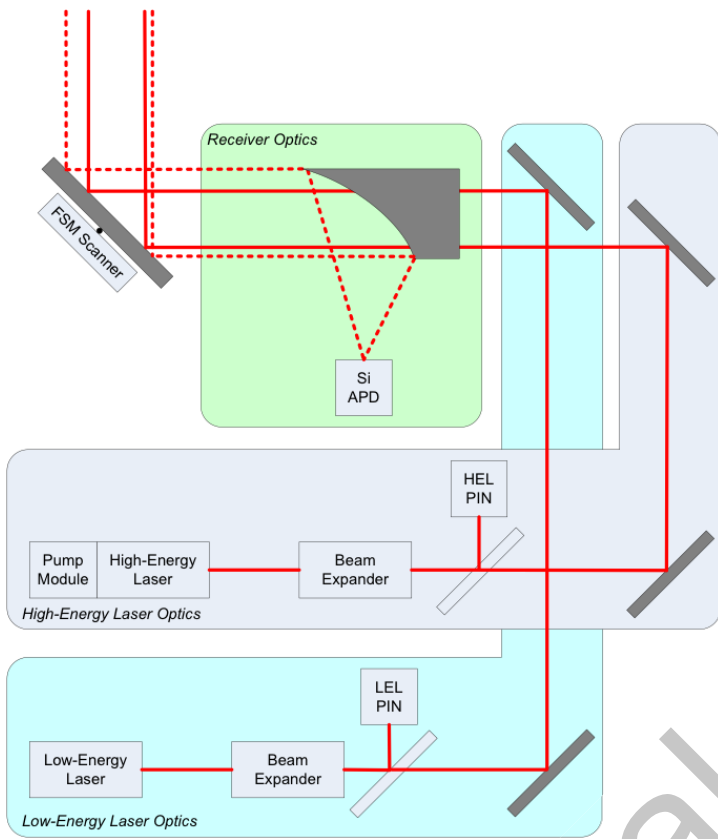 Receiver Optics
FSM Scanner
Si
APD
HEL
PIN
Pump
Module
High-Energy
Laser
Beam
Expander
High-Energy Laser Optics
LEL
PIN
Low-Energy
Laser
Beam
Expander
Low-Energy Laser Optics